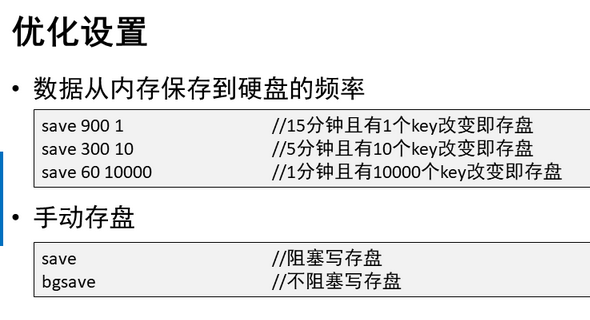 优化设置
• 数据从内存保存到硬盘的频率
save 900 1 //15分钟且有1个key改变即存盘
save 300 10 //5分钟且有10个key改变即存盘
save 60 10000 //1分钟且有10000个key改变即存盘
• 手动存盘
save //阻塞写存盘
bgsave //不阻塞写存盘